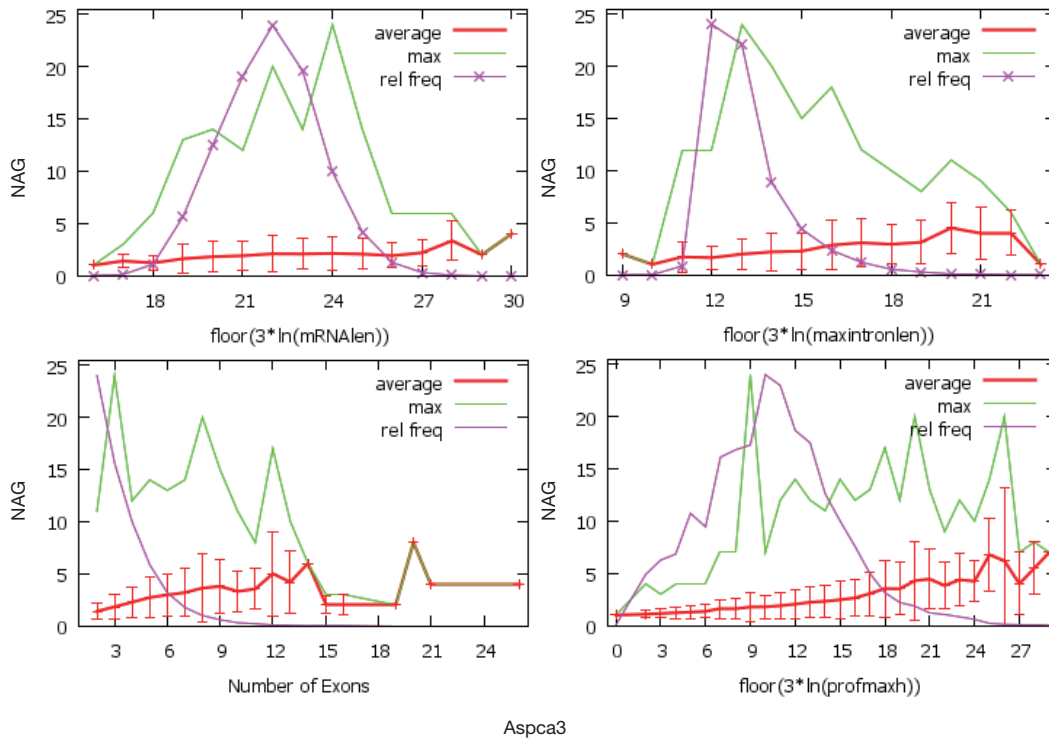 25
20
15
10
5
0
NAG
average
max
rel freq
18 21 24 27 30
floor(3*ln(mRNAlen))
25
20
15
10
5
0
NAG
average
max
rel freq
9 12 15 18 21
floor(3*ln(maxintronlen))
25
20
15
10
5
0
NAG
average
max
rel freq
3 6 9 12 15 18 21 24
Number of Exons
25
20
15
10
5
0
NAG
average
max
rel freq
0 3 6 9 12 15 18 21 24 27
floor(3*ln(profmaxh))
Aspca3